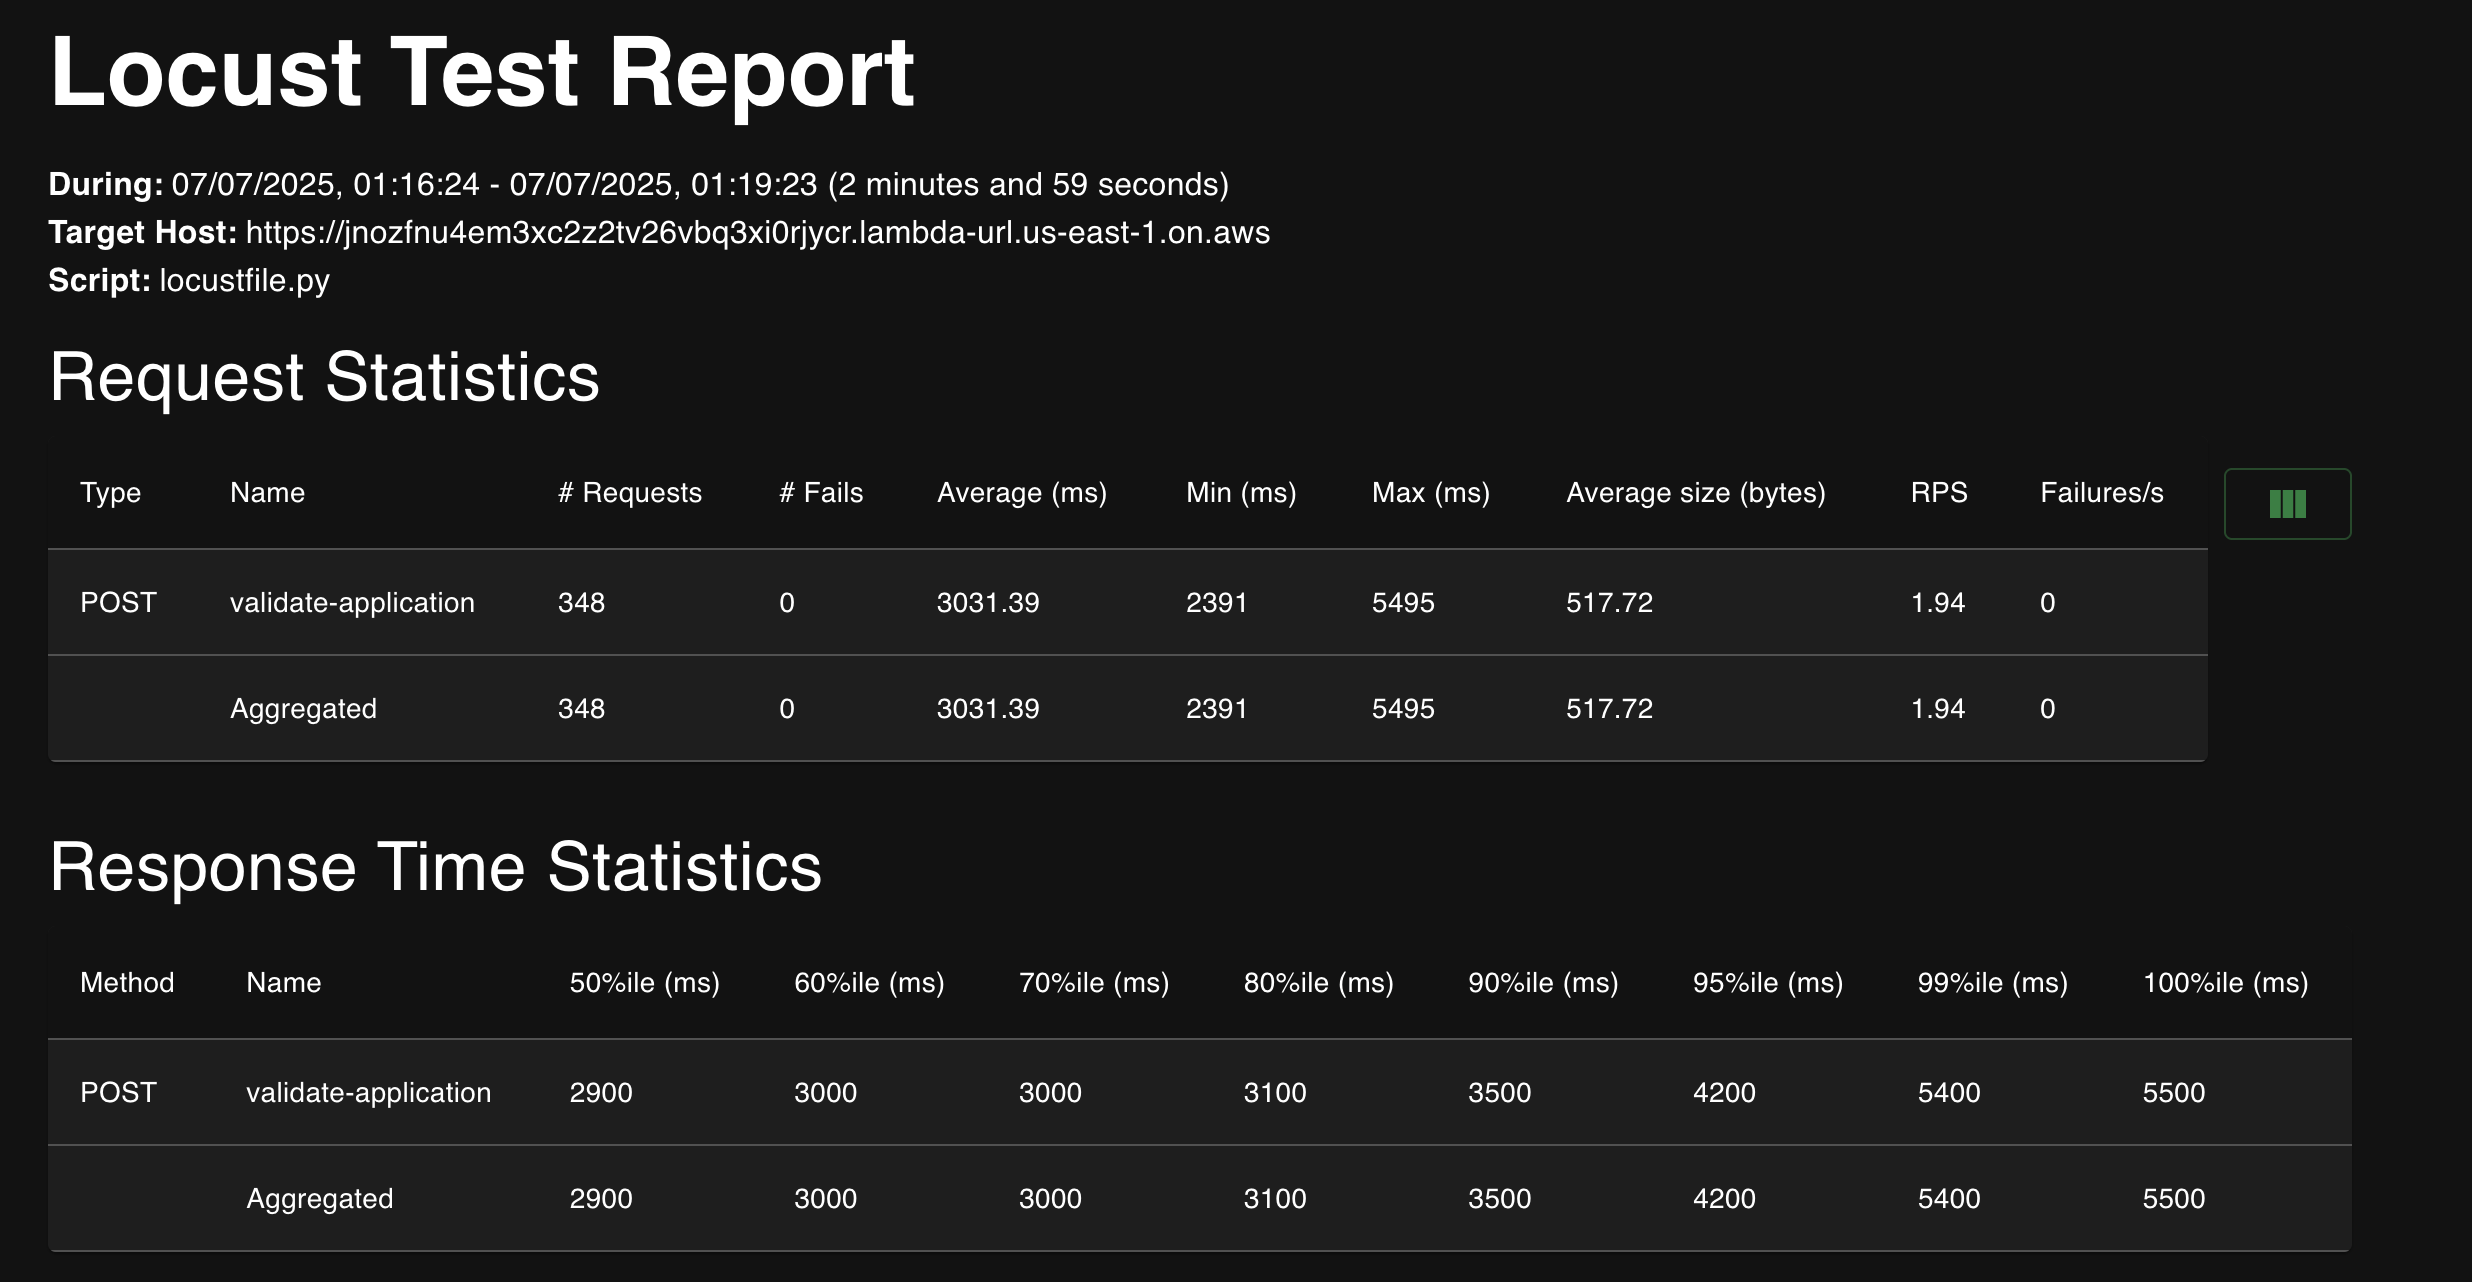 Locust Test Report
During: 07/07/2025, 01:16:24 - 07/07/2025, 01:19:23 (2 minutes and 59 seconds)
Target Host: https://jnozfnu4em3xc2z2tv26vbq3xi0rjycr.lambda-url.us-east-1.on.aws
Script: locustfile.py
Request Statistics
Type Name # Requests # Fails Average (ms) Min (ms) Max (ms) Average size (bytes) RPS Failures/s
POST validate-application 348 0 3031.39 2391 5495 517.72 1.94 0
Aggregated 348 0 3031.39 2391 5495 517.72 1.94 0
Response Time Statistics
Method Name 50%ile (ms) 60%ile (ms) 70%ile (ms) 80%ile (ms) 90%ile (ms) 95%ile (ms) 99%ile (ms) 100%ile (ms)
POST validate-application 2900 3000 3000 3100 3500 4200 5400 5500
Aggregated 2900 3000 3000 3100 3500 4200 5400 5500